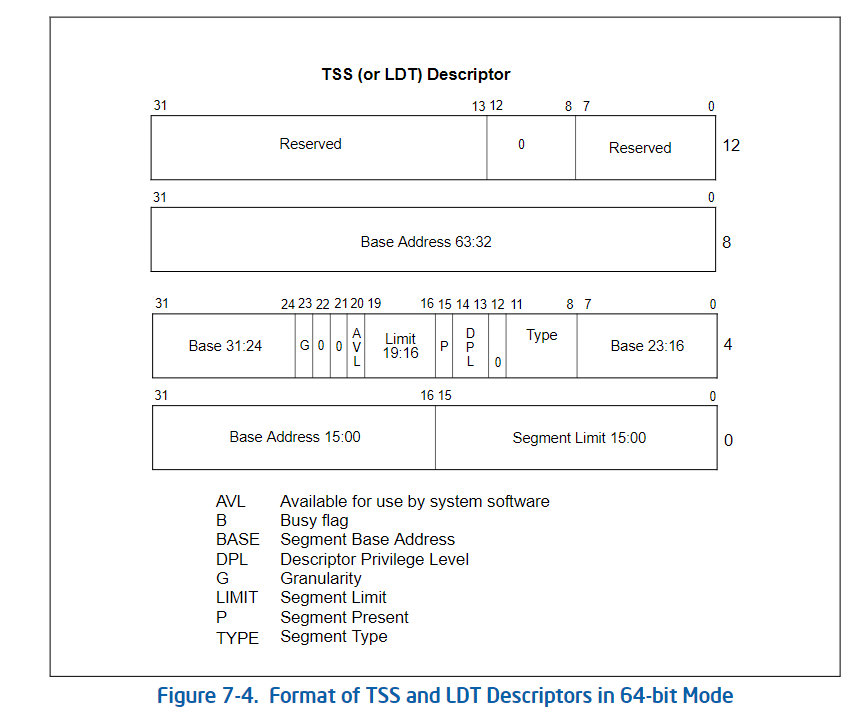 TSS (or LDT) Descriptor
31 13 12 8 7 0
Reserved 0 Reserved 12
31 0
Base Address 63:32 8
31 24 23 22 21 20 19 16 15 14 13 12 11 8 7 0
Base 31:24 G 0 0 AVL Limit 19:16 P DPL 0 Type Base 23:16 4
31 16 15 0
Base Address 15:00 Segment Limit 15:00 0
AVL Available for use by system software
B Busy flag
BASE Segment Base Address
DPL Descriptor Privilege Level
G Granularity
LIMIT Segment Limit
P Segment Present
TYPE Segment Type
Figure 7-4. Format of TSS and LDT Descriptors in 64-bit Mode